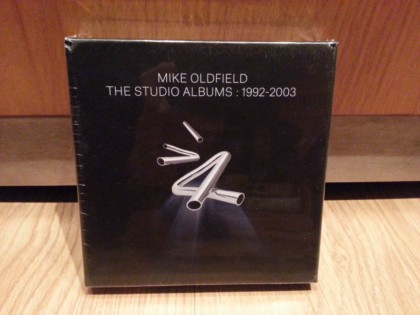 MIKE OLDFIELD
THE STUDIO ALBUMS : 1992-2003